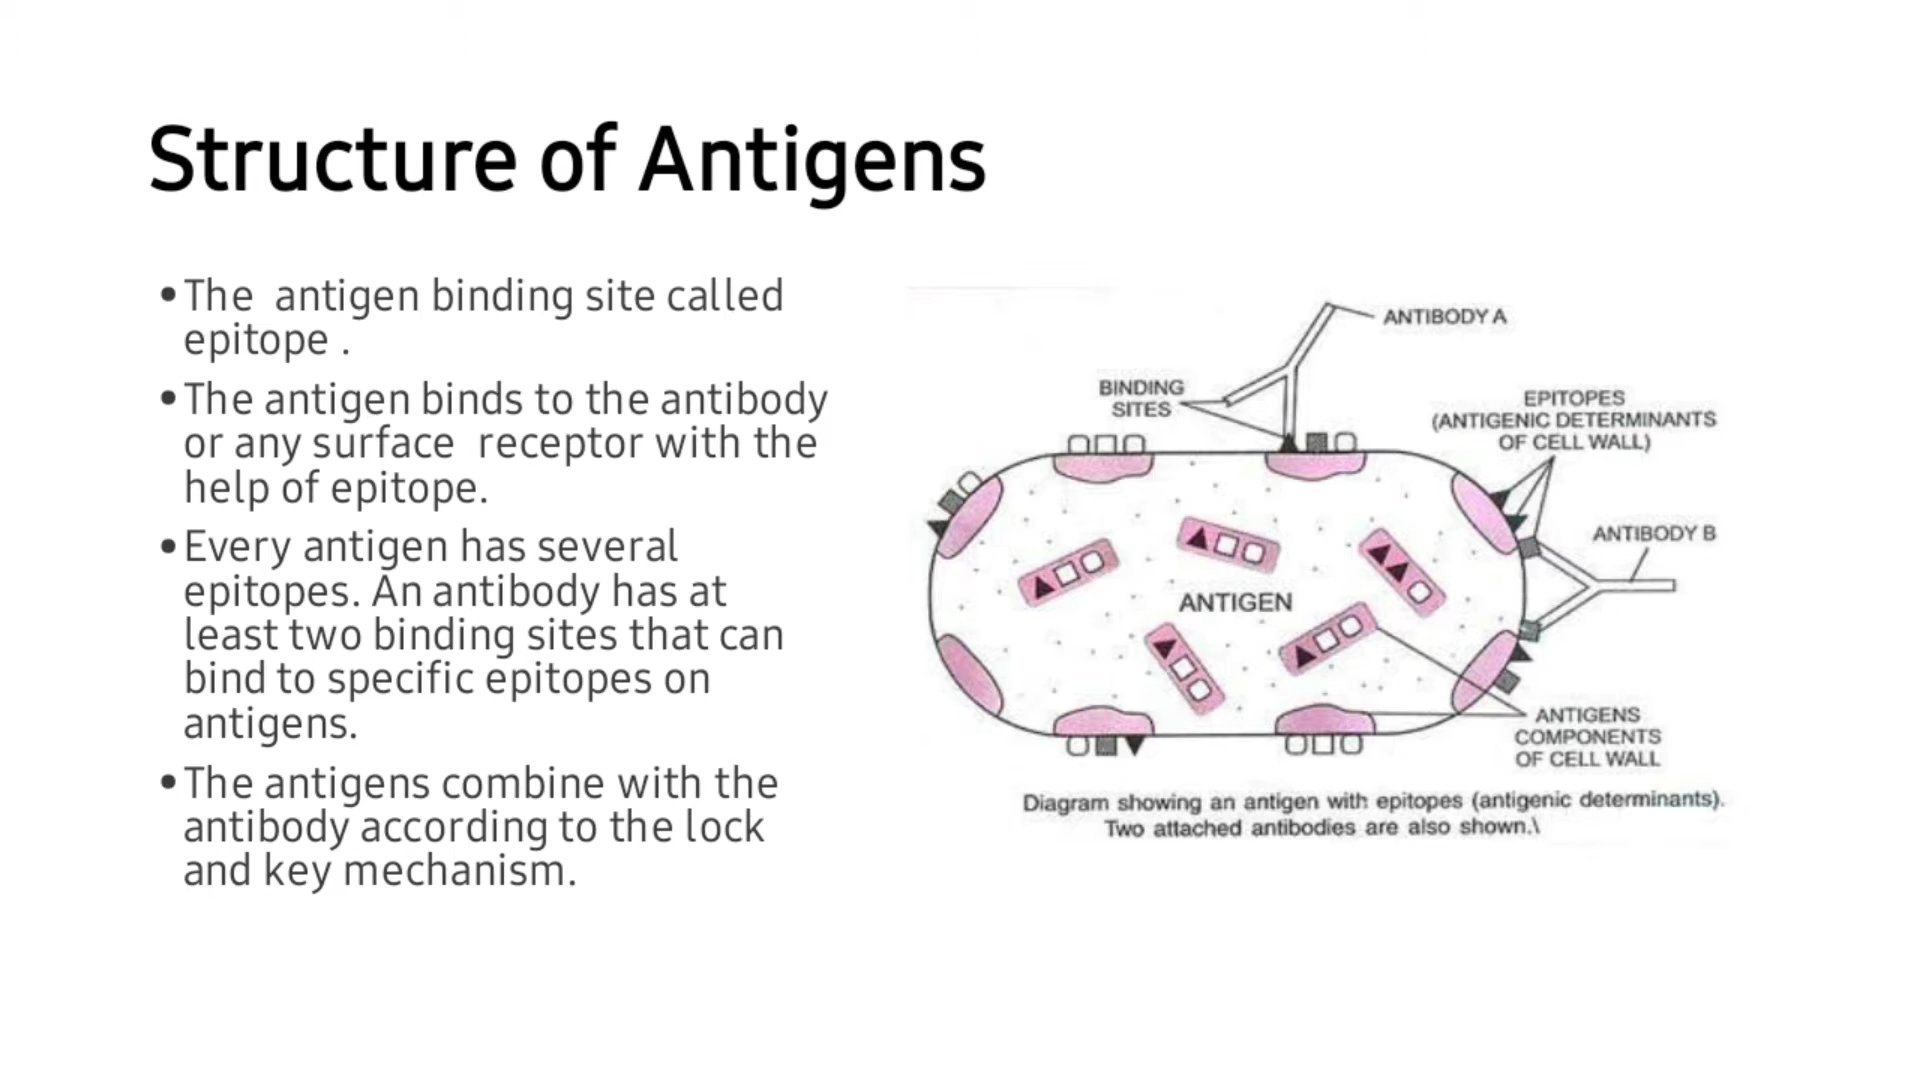 Structure of Antigens
•The  antigen binding site called
epitope .
•The antigen binds to the antibody
or any surface  receptor with the
help of epitope.
•Every antigen has several
epitopes. An antibody has at
least two binding sites that can
bind to specific epitopes on
antigens.
•The antigens combine with the
antibody according to the lock
and key mechanism.
ANTIBODY A
BINDING
SITES
EPITOPES
(ANTIGENIC DETERMINANTS
OF CELL WALL)
ANTIBODY B
ANTIGEN
ANTIGENS
COMPONENTS
OF CELL WALL
Diagram showing an antigen with epitopes (antigenic determinants).
Two attached antibodies are also shown.\